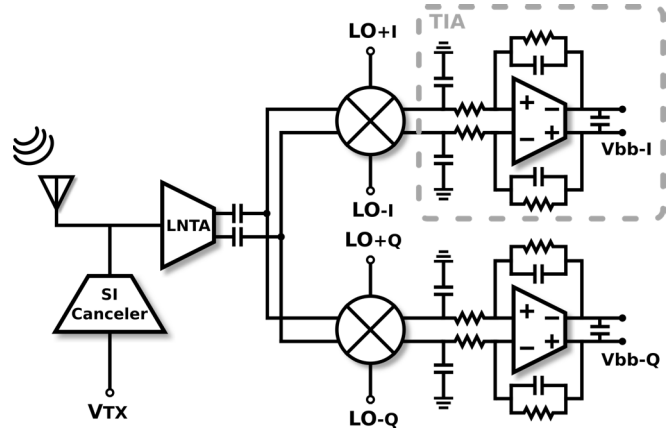 TIA
LO+I
+ −
− +
Vbb-I
LO-I
LNTA
LO+Q
SI
Canceler
+ −
− +
Vbb-Q
VTX
LO-Q